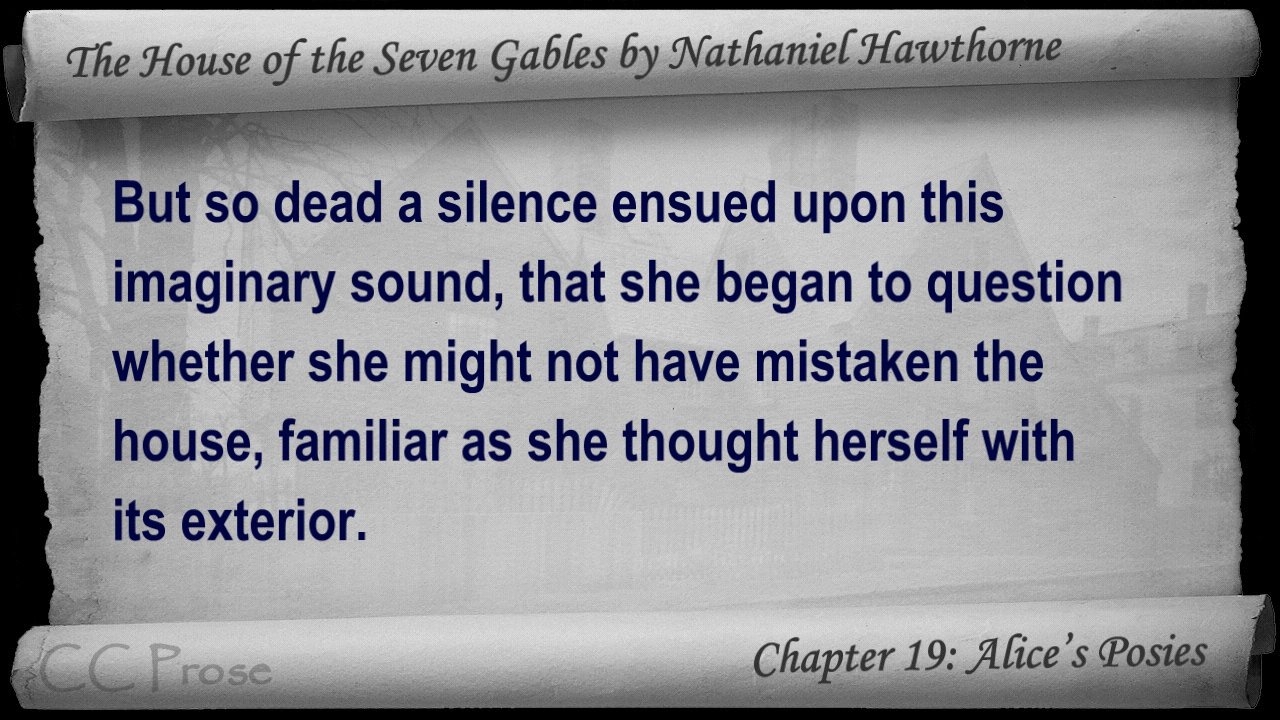 The House of the Seven Gables by Nathaniel Hawthorne
But so dead a silence ensued upon this
imaginary sound, that she began to question
whether she might not have mistaken the
house, familiar as she thought herself with
its exterior.
CC Prose
Chapter 19: Alice’s Posies